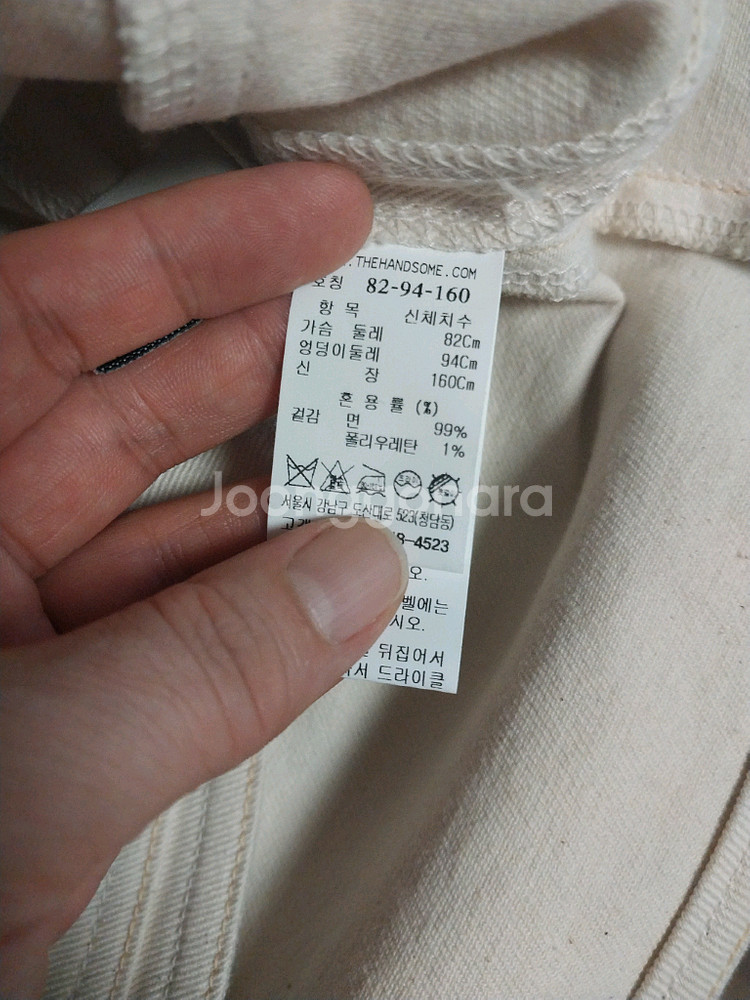 .THEHANDSOME.COM
호칭 82-94-160
항 목 신체치수
가슴 둘레 82Cm
엉덩이둘레 94Cm
신 장 160Cm
혼 용 율 (%)
겉감 면 99%
폴리우레탄 1%
서울시 강남구 도산대로 523(청담동)
-4523
오.
벨에는
시오.
뒤집어서
서 드라이클
Joonggonara